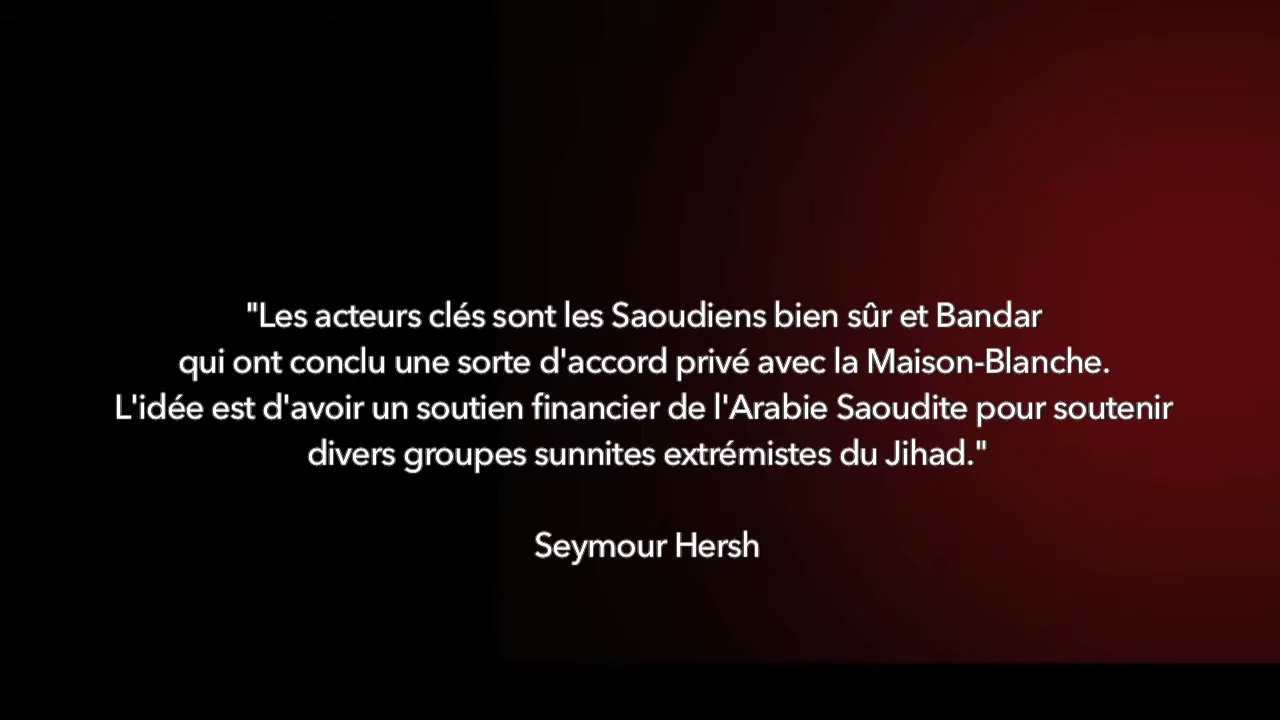 "Les acteurs clés sont les Saoudiens bien sûr et Bandar
qui ont conclu une sorte d'accord privé avec la Maison-Blanche.
L'idée est d'avoir un soutien financier de l'Arabie Saoudite pour soutenir
divers groupes sunnites extrémistes du Jihad."
Seymour Hersh